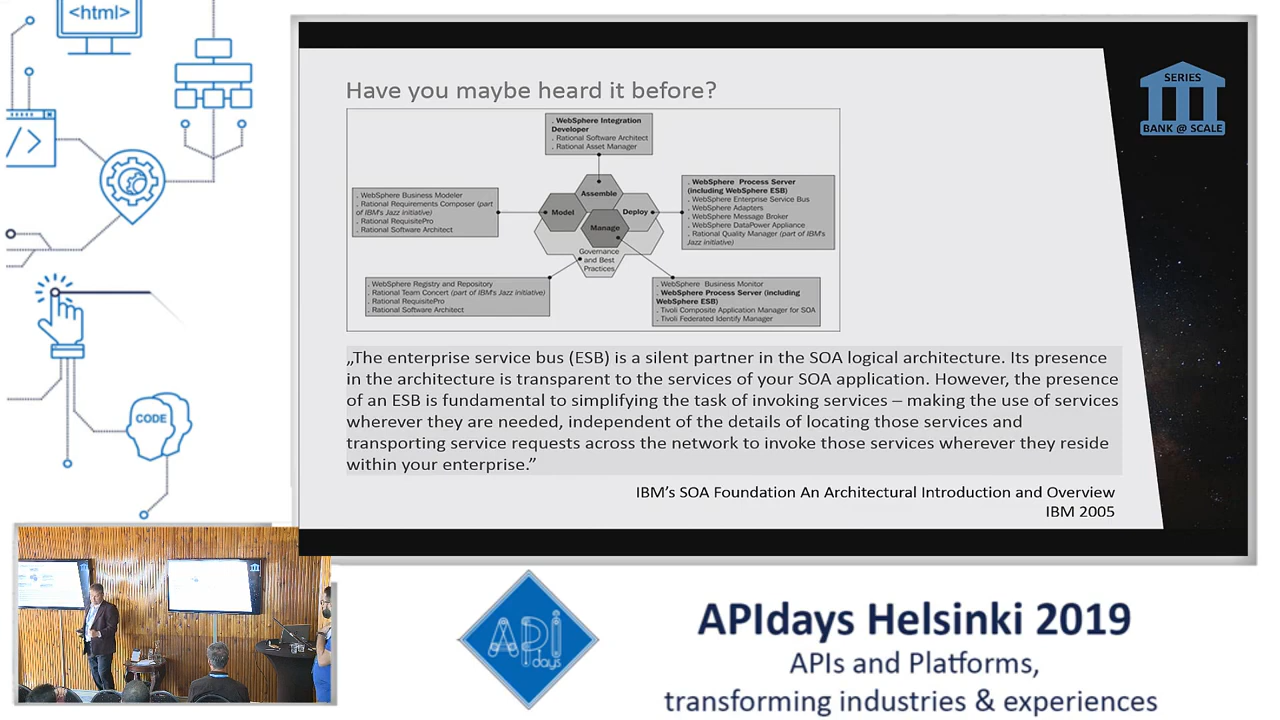 <html>
SERIES
BANK @ SCALE
Have you maybe heard it before?
. WebSphere Integration
Developer
. Rational Software Architect
. Rational Asset Manager
. WebSphere Business Modeler
. Rational Requirements Composer (part
of IBM's Jazz initiative)
. Rational RequisitePro
. Rational Software Architect
Assemble
Model
Deploy
Manage
Governance
and Best
Practices
. WebSphere Process Server
(including WebSphere ESB)
. WebSphere Enterprise Service Bus
. WebSphere Adapters
. WebSphere Message Broker
. WebSphere DataPower Appliance
. Rational Quality Manager (part of IBM's
Jazz initiative)
. WebSphere Registry and Repository
. Rational Team Concert (part of IBM's Jazz initiative)
. Rational RequisitePro
. Rational Software Architect
. WebSphere Business Monitor
. WebSphere Process Server (including
WebSphere ESB)
. Tivoli Composite Application Manager for SOA
. Tivoli Federated Identify Manager
„The enterprise service bus (ESB) is a silent partner in the SOA logical architecture. Its presence
in the architecture is transparent to the services of your SOA application. However, the presence
of an ESB is fundamental to simplifying the task of invoking services – making the use of services
wherever they are needed, independent of the details of locating those services and
transporting service requests across the network to invoke those services wherever they reside
within your enterprise.”
IBM's SOA Foundation An Architectural Introduction and Overview
IBM 2005
/>
CODE
API
days
APIdays Helsinki 2019
APIs and Platforms,
transforming industries & experiences